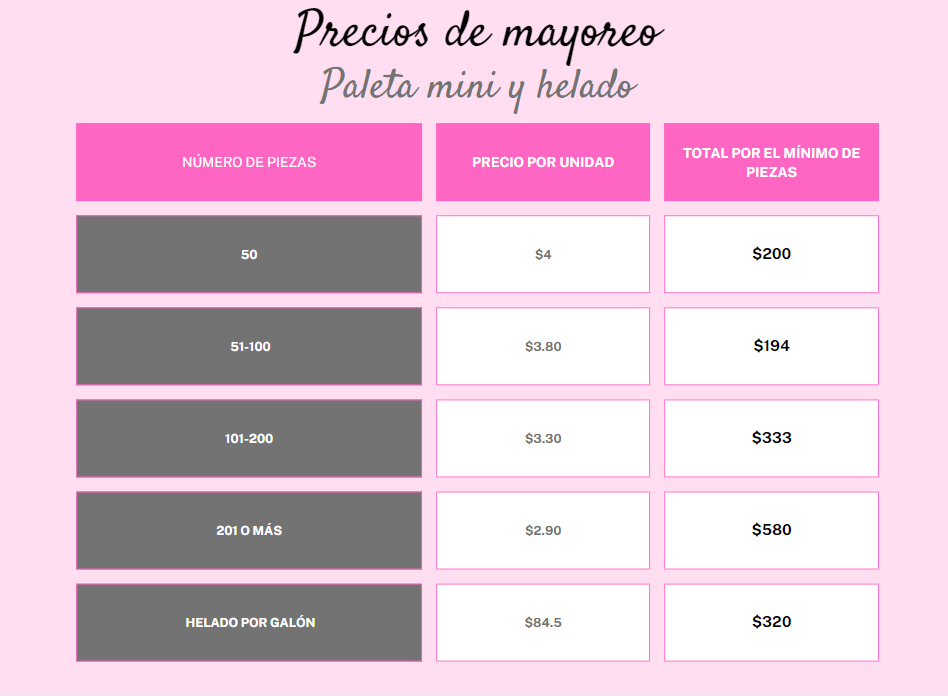 Precios de mayoreo
Paleta mini y helado
NÚMERO DE PIEZAS
PRECIO POR UNIDAD
TOTAL POR EL MÍNIMO DE
PIEZAS
50
$4
$200
51-100
$3.80
$194
101-200
$3.30
$333
201 O MÁS
$2.90
$580
HELADO POR GALÓN
$84.5
$320